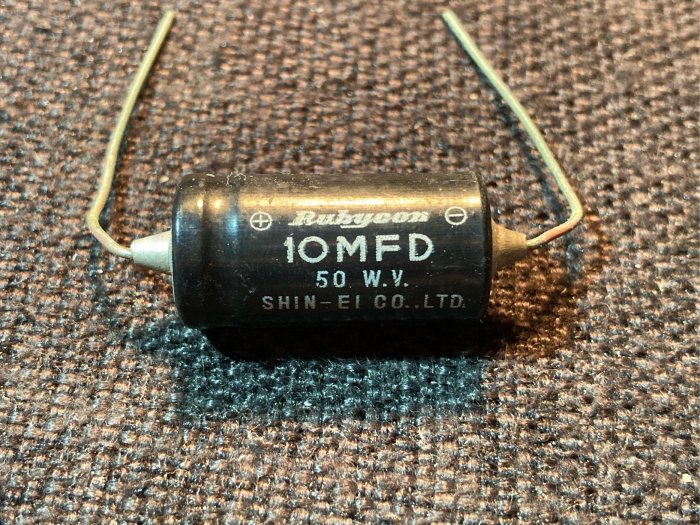 ⊕ Rubycon ⊖
10MFD
50 W.V.
SHIN-EI CO.,LTD.